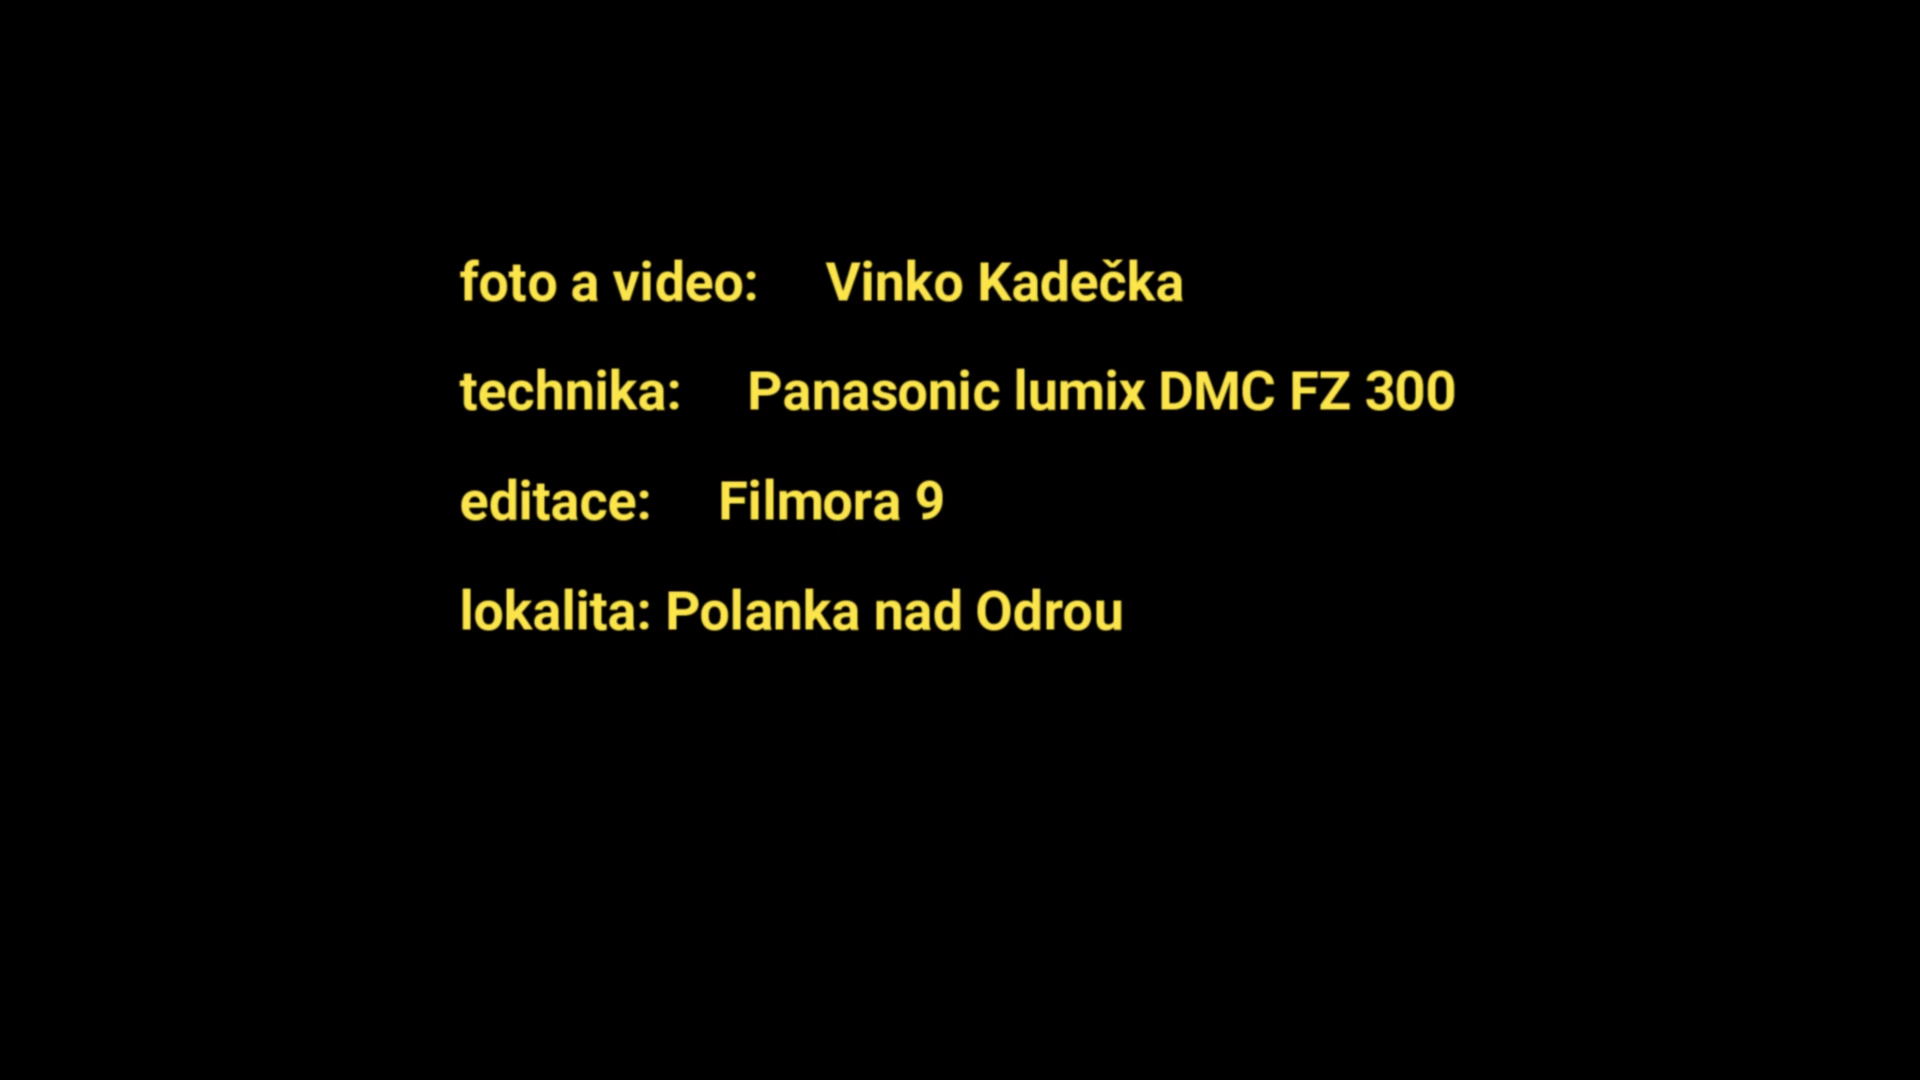 foto a video: Vinko Kadečka
technika: Panasonic lumix DMC FZ 300
editace: Filmora 9
lokalita: Polanka nad Odrou